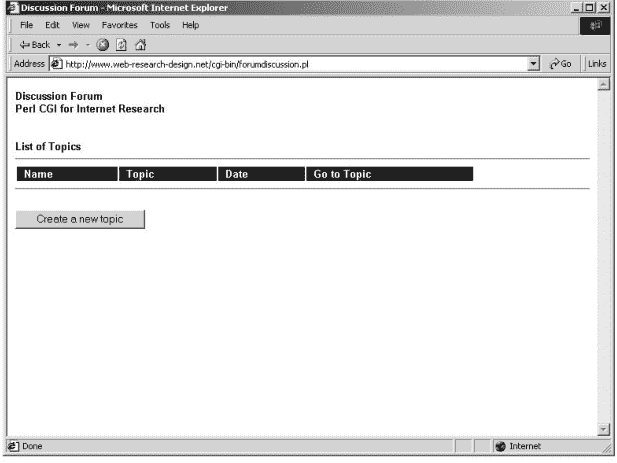 Discussion Forum - Microsoft Internet Explorer
File Edit View Favorites Tools Help
Back
Address http://www.web-research-design.net/cgi-bin/forumdiscussion.pl Go Links
Discussion Forum
Perl CGI for Internet Research
List of Topics
Name Topic Date Go to Topic
Create a new topic
Done Internet